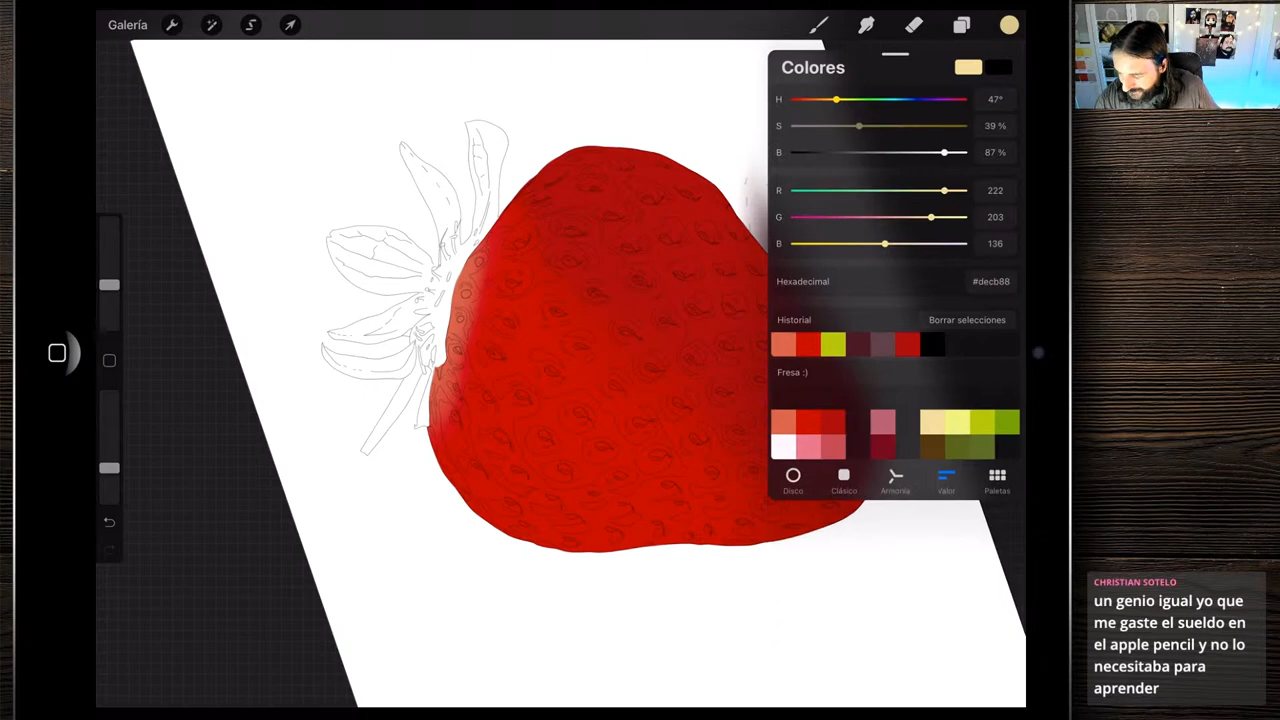 Galería
Colores
H 47°
S 39 %
B 87 %
R 222
G 203
B 136
Hexadecimal #decb88
Historial Borrar selecciones
Fresa :)
Disco Clásico Armonía Valor Paletas
CHRISTIAN SOTELO
un genio igual yo que
me gaste el sueldo en
el apple pencil y no lo
necesitaba para
aprender